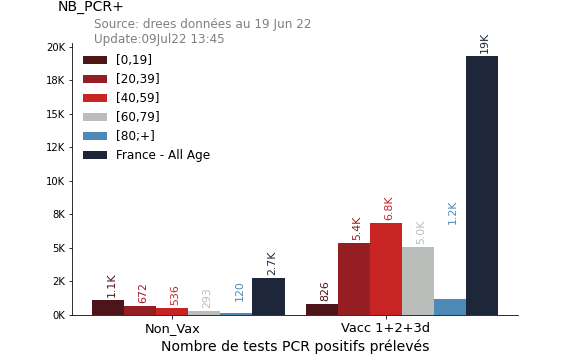 NB_PCR+
Source: drees données au 19 Jun 22
Update:09Jul22 13:45
20K
18K
15K
12K
10K
8K
5K
2K
0K
[0,19]
[20,39]
[40,59]
[60,79]
[80;+]
France - All Age
1.1K
672
536
293
120
2.7K
826
5.4K
6.8K
5.0K
1.2K
19K
Non_Vax
Vacc 1+2+3d
Nombre de tests PCR positifs prélevés